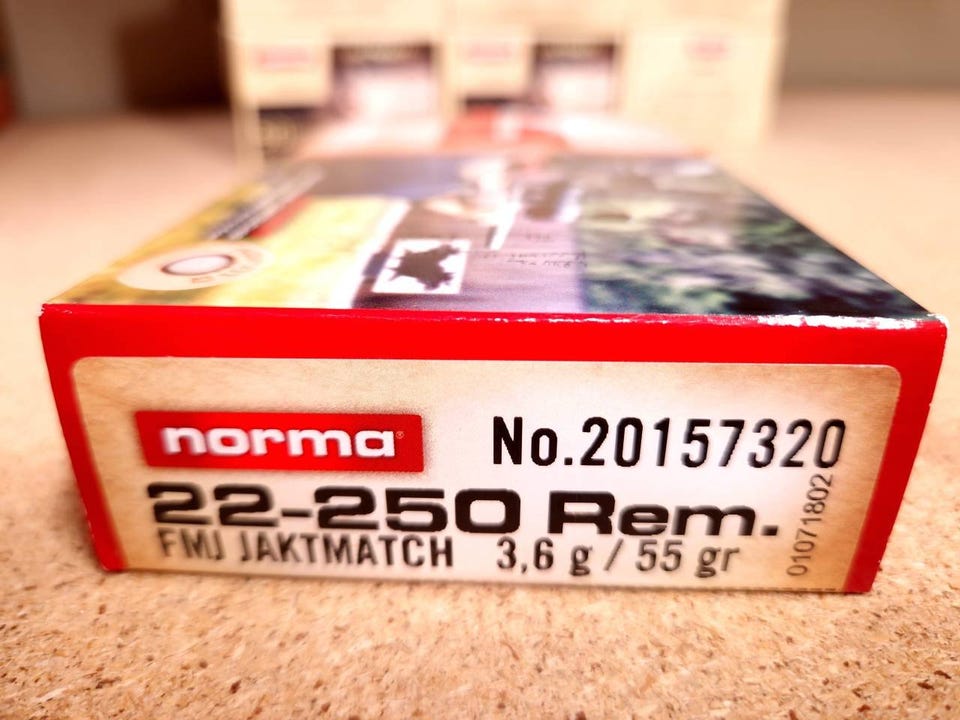 norma
No.20157320
22-250 Rem.
FMJ JAKTMATCH 3,6 g / 55 gr
01071802